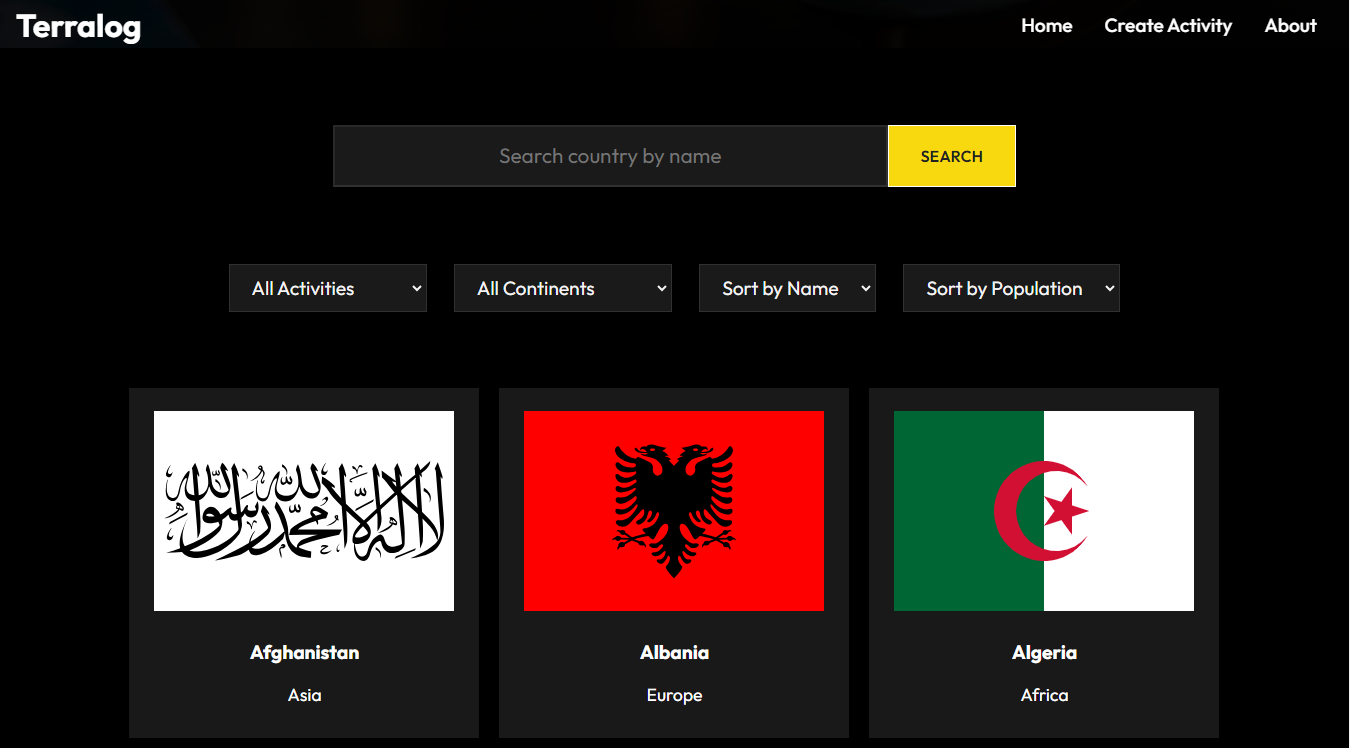 Terralog
Home
Create Activity
About
Search country by name
SEARCH
All Activities
All Continents
Sort by Name
Sort by Population
لا إله إلا الله محمد رسول الله
Afghanistan
Albania
Algeria
Asia
Europe
Africa